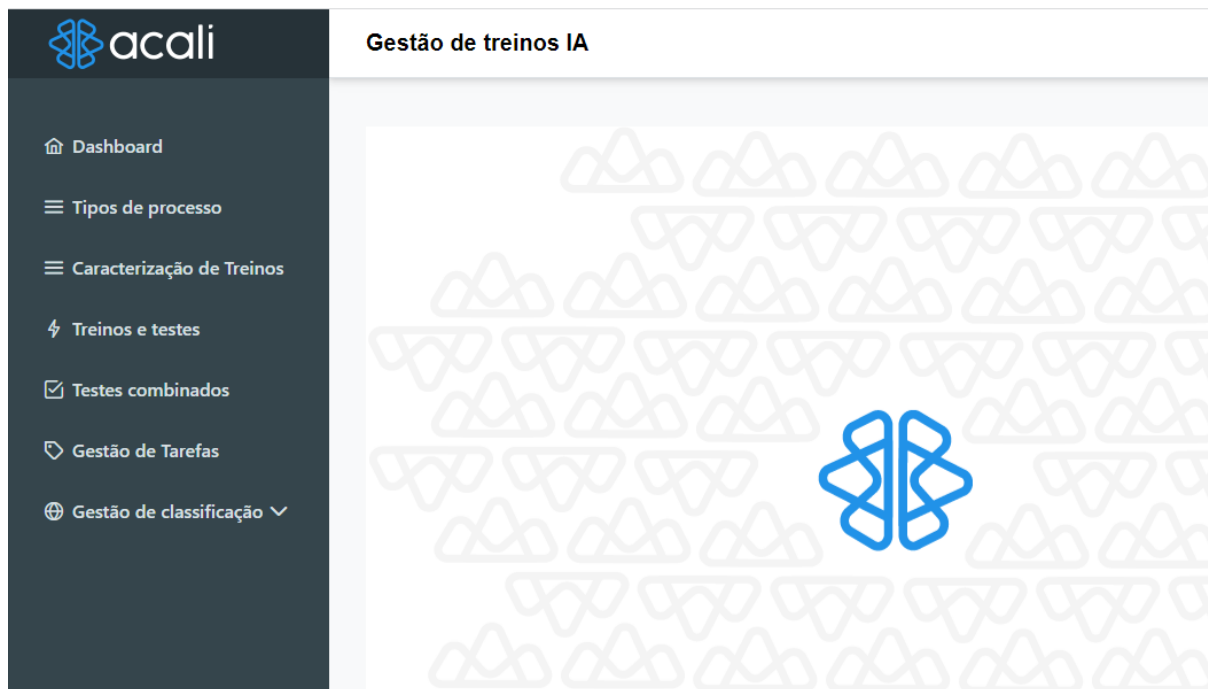 acali
Gestão de treinos IA
Dashboard
Tipos de processo
Caracterização de Treinos
Treinos e testes
Testes combinados
Gestão de Tarefas
Gestão de classificação